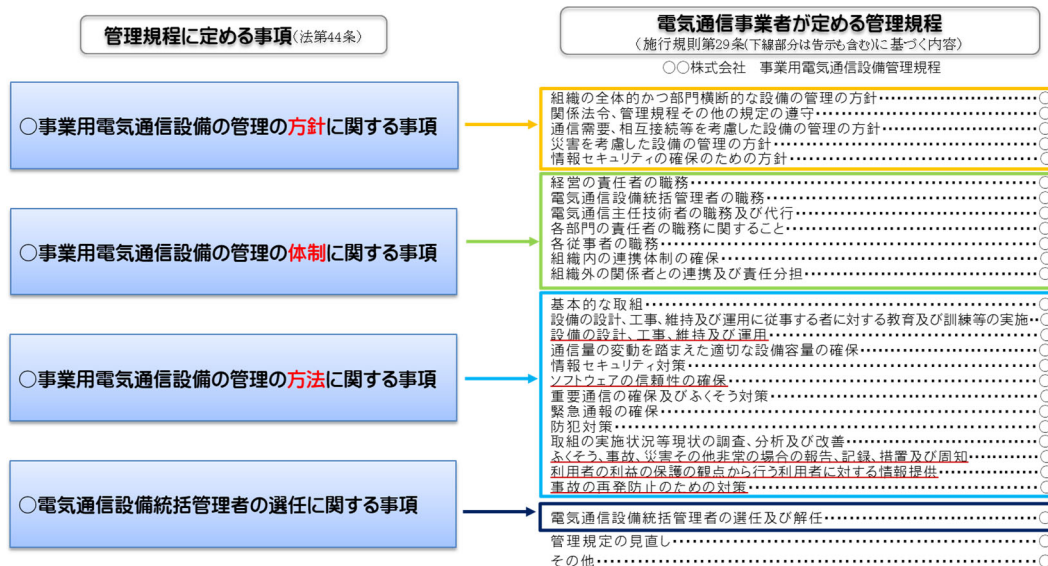 管理規程に定める事項(法第44条)
○事業用電気通信設備の管理の方針に関する事項
○事業用電気通信設備の管理の体制に関する事項
○事業用電気通信設備の管理の方法に関する事項
○電気通信設備統括管理者の選任に関する事項
電気通信事業者が定める管理規程
(施行規則第29条(下線部分は告示も含む)に基づく内容)
○○株式会社 事業用電気通信設備管理規程
組織の全体的かつ部門横断的な設備の管理の方針・・・・・・・・・・・・・・・・・・・・○
関係法令、管理規程その他の規定の遵守・・・・・・・・・・・・・・・・・・・・・・・・・○
通信需要、相互接続等を考慮した設備の管理の方針・・・・・・・・・・・・・・・・・・・○
災害を考慮した設備の管理の方針・・・・・・・・・・・・・・・・・・・・・・・・・・・・・・○
情報セキュリティの確保のための方針・・・・・・・・・・・・・・・・・・・・・・・・・・・・○
経営の責任者の職務・・・・・・・・・・・・・・・・・・・・・・・・・・・・・・・・・・・・・・・○
電気通信設備統括管理者の職務・・・・・・・・・・・・・・・・・・・・・・・・・・・・・・・○
電気通信主任技術者の職務及び代行・・・・・・・・・・・・・・・・・・・・・・・・・・・・○
各部門の責任者の職務に関すること・・・・・・・・・・・・・・・・・・・・・・・・・・・・・○
各従事者の職務・・・・・・・・・・・・・・・・・・・・・・・・・・・・・・・・・・・・・・・・・・○
組織内の連携体制の確保・・・・・・・・・・・・・・・・・・・・・・・・・・・・・・・・・・・・○
組織外の関係者との連携及び責任分担・・・・・・・・・・・・・・・・・・・・・・・・・・・○
基本的な取組・・・・・・・・・・・・・・・・・・・・・・・・・・・・・・・・・・・・・・・・・・・・○
設備の設計、工事、維持及び運用に従事する者に対する教育及び訓練等の実施・・○
設備の設計、工事、維持及び運用・・・・・・・・・・・・・・・・・・・・・・・・・・・・・・・○
通信量の変動を踏まえた適切な設備容量の確保・・・・・・・・・・・・・・・・・・・・・○
情報セキュリティ対策・・・・・・・・・・・・・・・・・・・・・・・・・・・・・・・・・・・・・・・○
ソフトウェアの信頼性の確保・・・・・・・・・・・・・・・・・・・・・・・・・・・・・・・・・・・○
重要通信の確保及びふくそう対策・・・・・・・・・・・・・・・・・・・・・・・・・・・・・・・○
緊急通報の確保・・・・・・・・・・・・・・・・・・・・・・・・・・・・・・・・・・・・・・・・・・○
防犯対策・・・・・・・・・・・・・・・・・・・・・・・・・・・・・・・・・・・・・・・・・・・・・・・○
取組の実施状況等現状の調査、分析及び改善・・・・・・・・・・・・・・・・・・・・・・○
ふくそう、事故、災害その他非常の場合の報告、記録、措置及び周知・・・・・・・・○
利用者の利益の保護の観点から行う利用者に対する情報提供・・・・・・・・・・・・○
事故の再発防止のための対策・・・・・・・・・・・・・・・・・・・・・・・・・・・・・・・・・○
電気通信設備統括管理者の選任及び解任・・・・・・・・・・・・・・・・・・・・・・・・・○
管理規定の見直し・・・・・・・・・・・・・・・・・・・・・・・・・・・・・・・・・・・・・・・・・○
その他・・・・・・・・・・・・・・・・・・・・・・・・・・・・・・・・・・・・・・・・・・・・・・・・・○